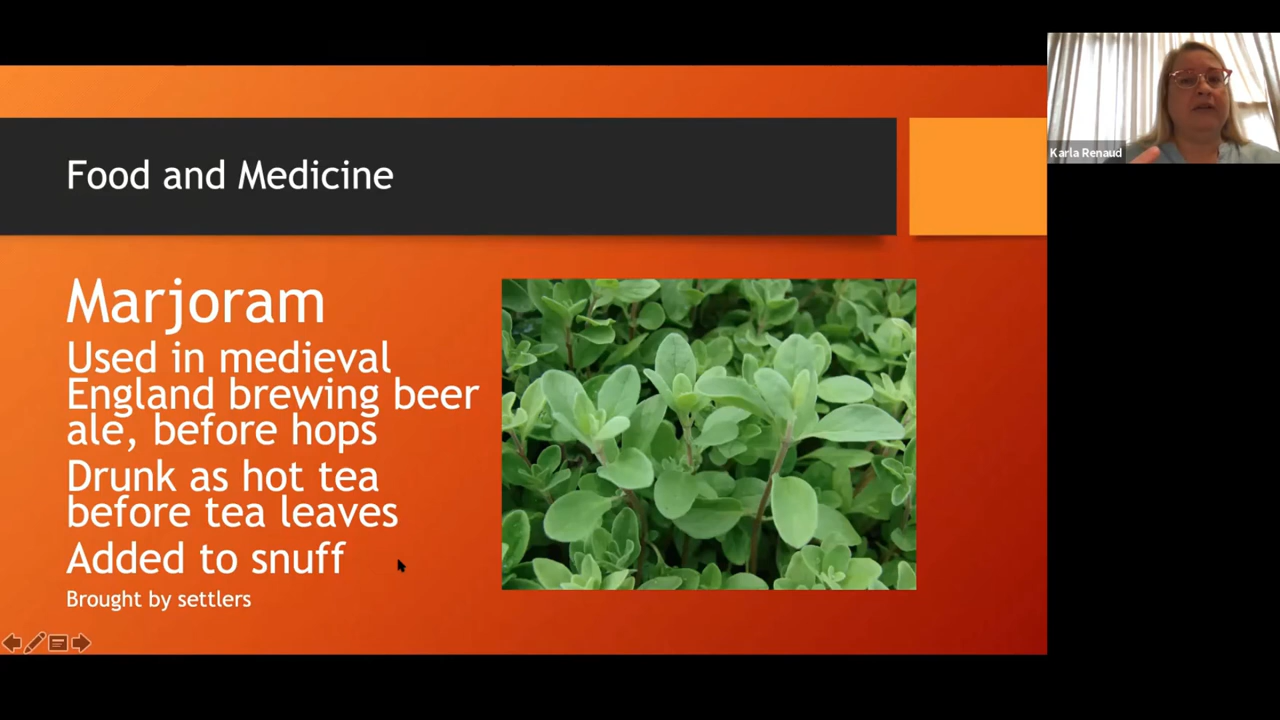 Food and Medicine
Karla Renaud
Marjoram
Used in medieval
England brewing beer
ale, before hops
Drunk as hot tea
before tea leaves
Added to snuff
Brought by settlers